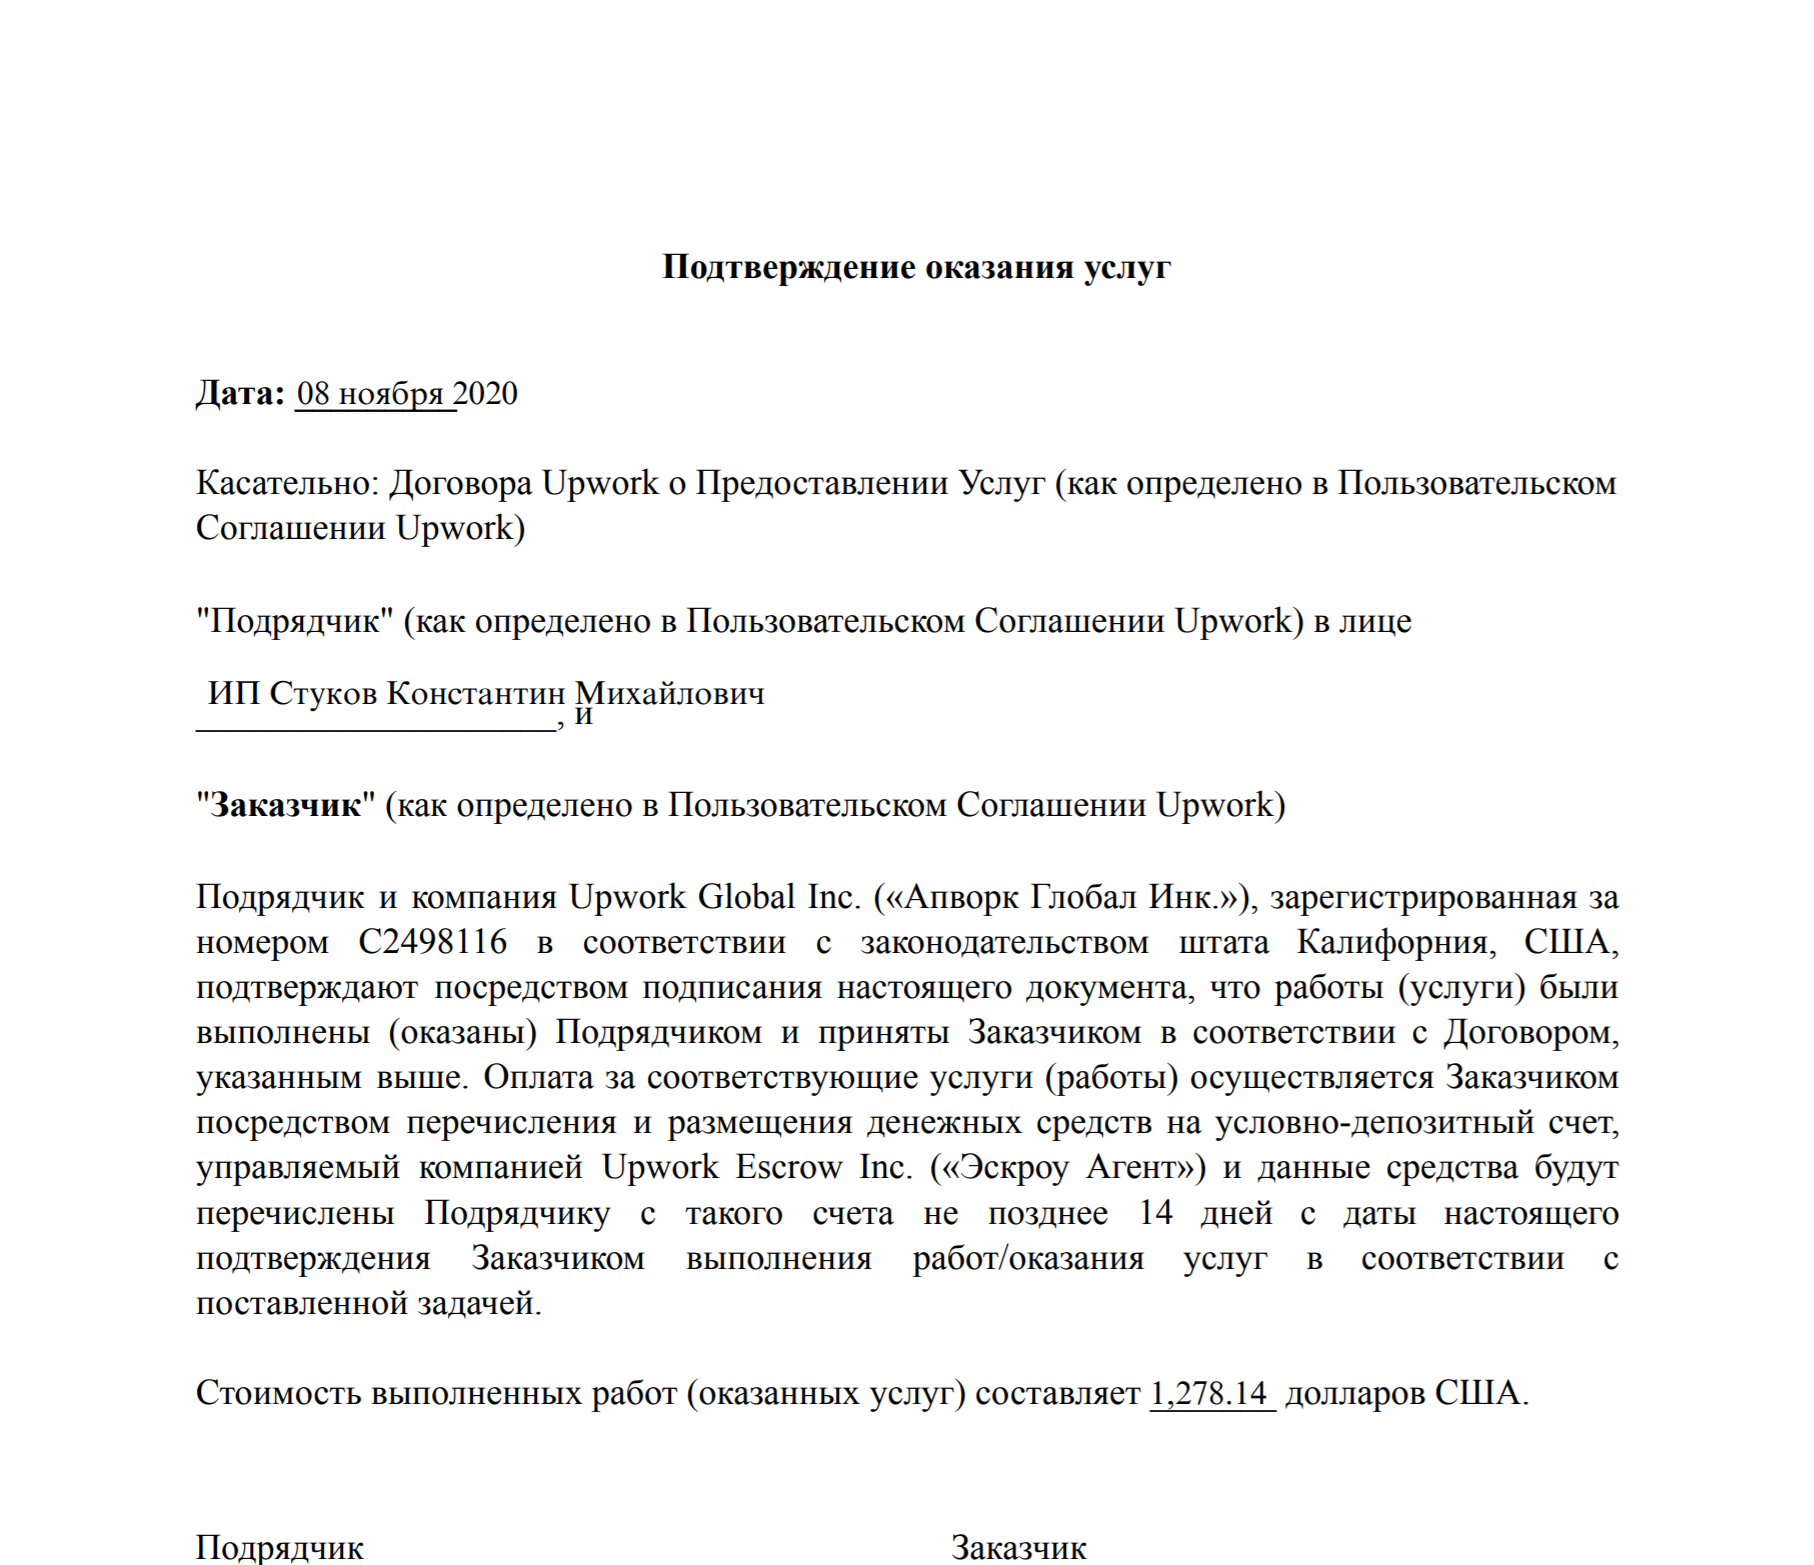 Подтверждение оказания услуг
Дата: 08 ноября 2020
Касательно: Договора Upwork о Предоставлении Услуг (как определено в Пользовательском
Соглашении Upwork)
"Подрядчик" (как определено в Пользовательском Соглашении Upwork) в лице
ИП Стуков Константин Михайлович
____________________, и
"Заказчик" (как определено в Пользовательском Соглашении Upwork)
Подрядчик и компания Upwork Global Inc. («Апворк Глобал Инк.»), зарегистрированная за
номером C2498116 в соответствии с законодательством штата Калифорния, США,
подтверждают посредством подписания настоящего документа, что работы (услуги) были
выполнены (оказаны) Подрядчиком и приняты Заказчиком в соответствии с Договором,
указанным выше. Оплата за соответствующие услуги (работы) осуществляется Заказчиком
посредством перечисления и размещения денежных средств на условно-депозитный счет,
управляемый компанией Upwork Escrow Inc. («Эскроу Агент») и данные средства будут
перечислены Подрядчику с такого счета не позднее 14 дней с даты настоящего
подтверждения Заказчиком выполнения работ/оказания услуг в соответствии с
поставленной задачей.
Стоимость выполненных работ (оказанных услуг) составляет 1,278.14 долларов США.
Подрядчик Заказчик